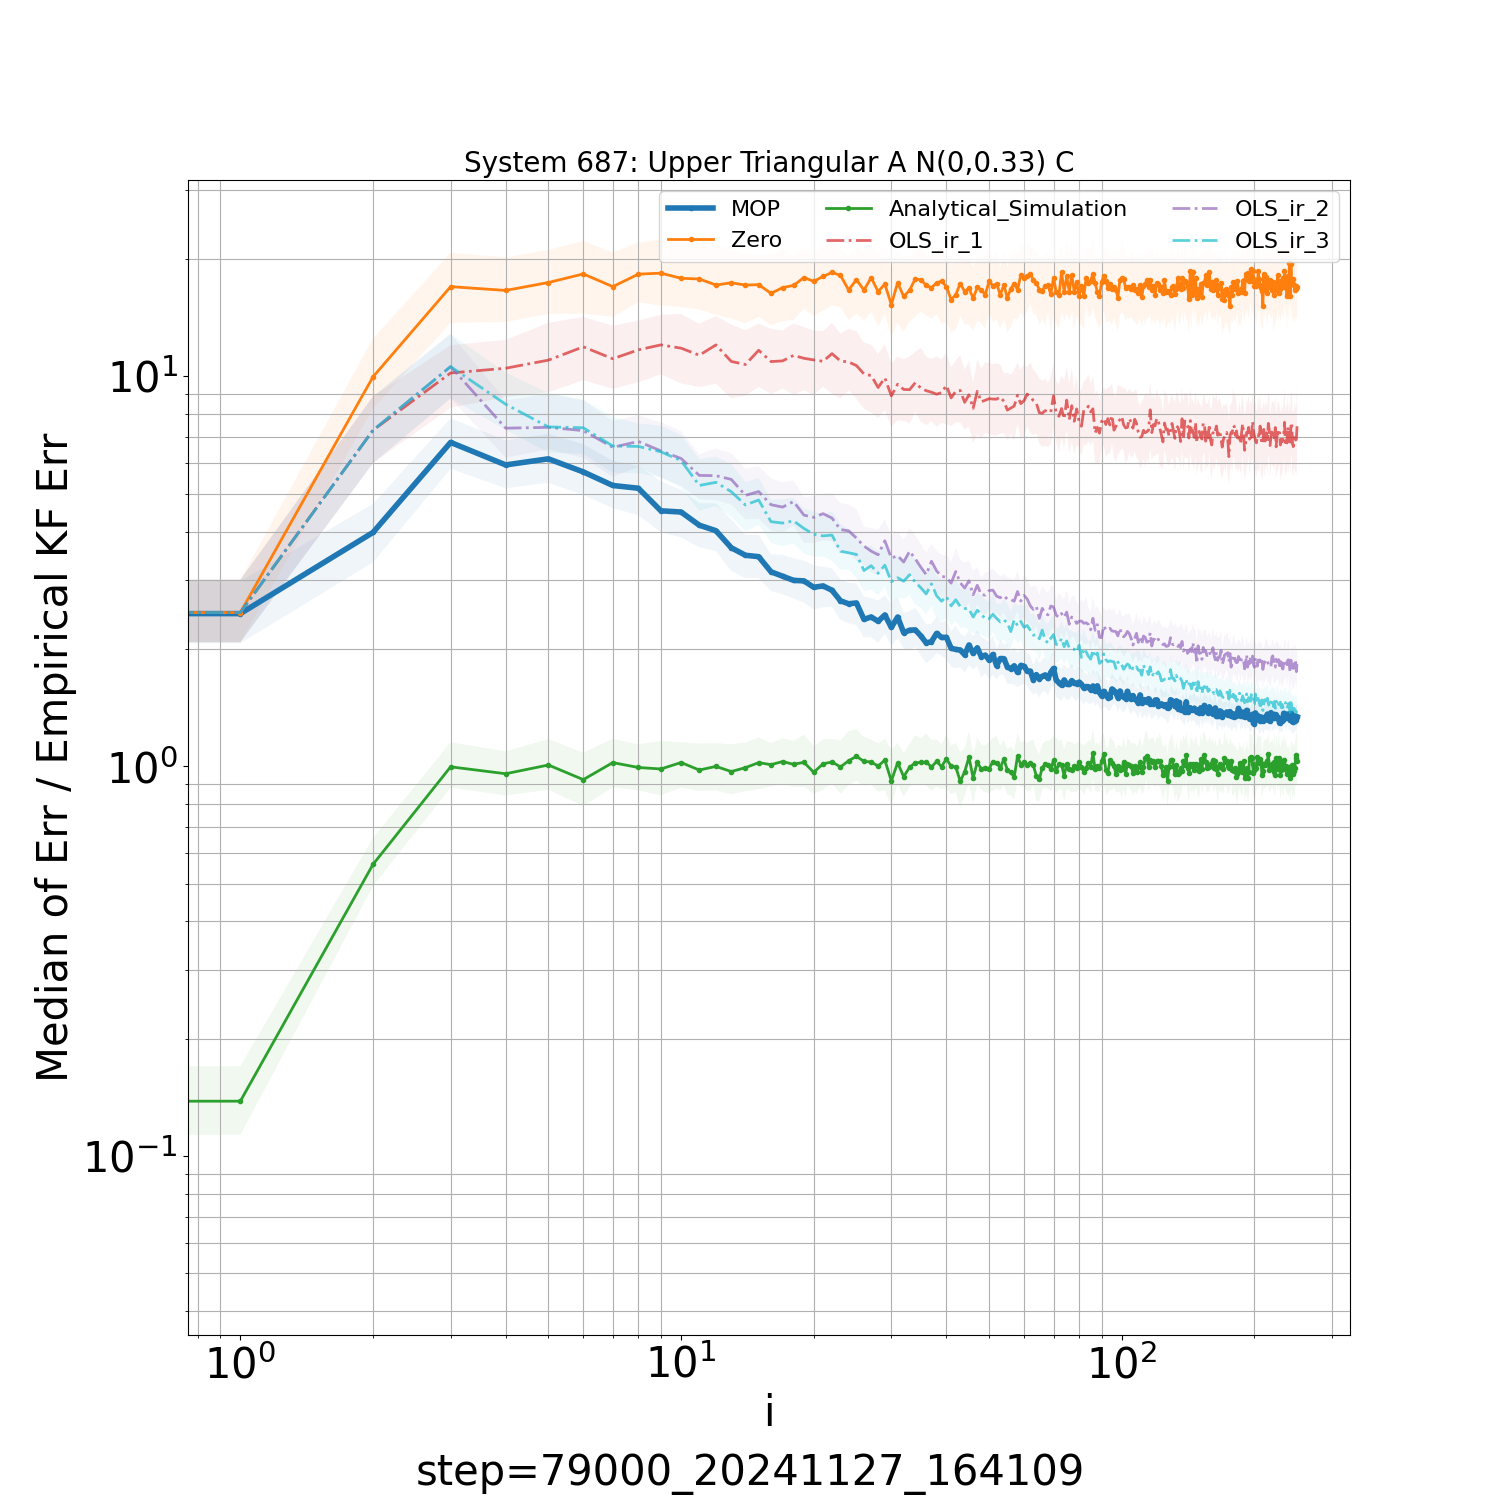 System 687: Upper Triangular A N(0,0.33) C
MOP
Zero
Analytical_Simulation
OLS_ir_1
OLS_ir_2
OLS_ir_3
Median of Err / Empirical KF Err
10¹
10⁰
10⁻¹
10⁰ 10¹ 10²
i
step=79000_20241127_164109